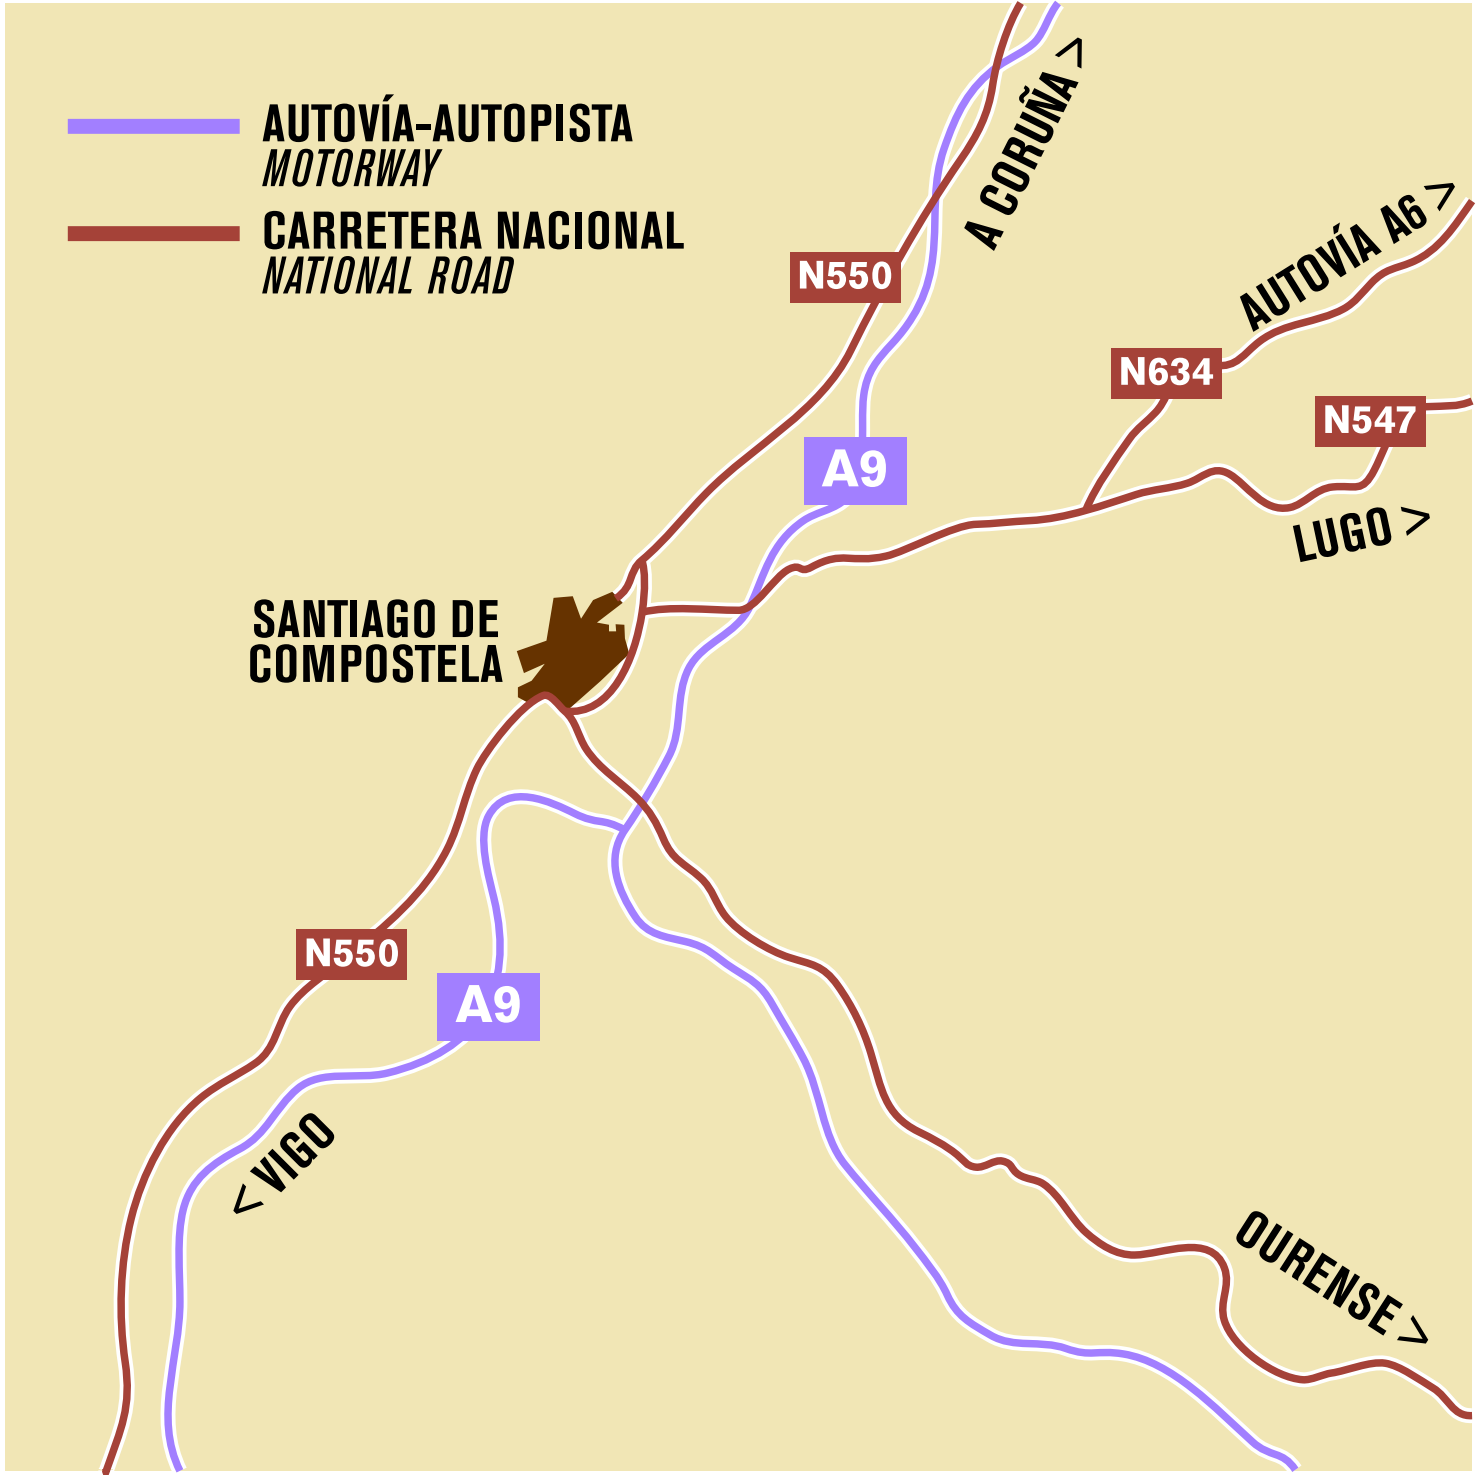 AUTOVÍA-AUTOPISTA
MOTORWAY
CARRETERA NACIONAL
NATIONAL ROAD
A CORUÑA >
AUTOVÍA A6 >
N550
N634
N547
A9
LUGO >
SANTIAGO DE
COMPOSTELA
N550
A9
< VIGO
OURENSE >